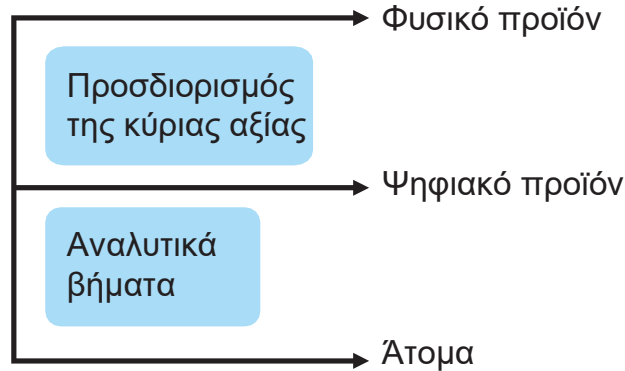 Φυσικό προϊόν
Προσδιορισμός
της κύριας αξίας
Ψηφιακό προϊόν
Αναλυτικά
βήματα
Άτομα